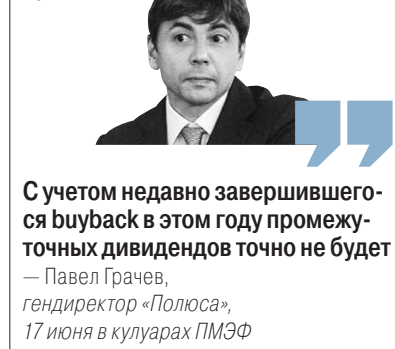 С учетом недавно завершившего-
ся buyback в этом году промежу-
точных дивидендов точно не будет
— Павел Грачев,
гендиректор «Полюса»,
17 июня в кулуарах ПМЭФ